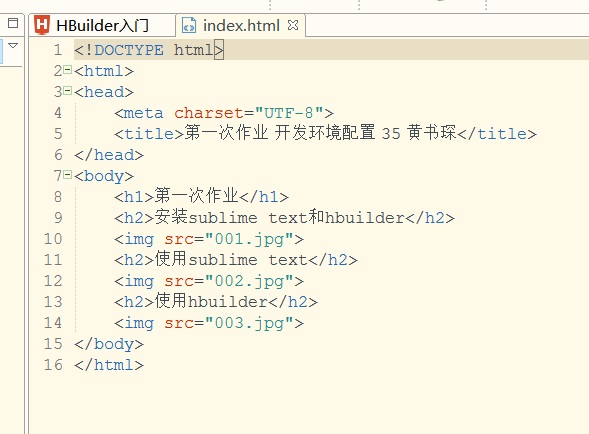 HBuilder入门 index.html
1 <!DOCTYPE html>
2 <html>
3 <head>
4 <meta charset="UTF-8">
5 <title>第一次作业 开发环境配置 35 黄书琛</title>
6 </head>
7 <body>
8 <h1>第一次作业</h1>
9 <h2>安装sublime text和hbuilder</h2>
10 <img src="001.jpg">
11 <h2>使用sublime text</h2>
12 <img src="002.jpg">
13 <h2>使用hbuilder</h2>
14 <img src="003.jpg">
15 </body>
16 </html>